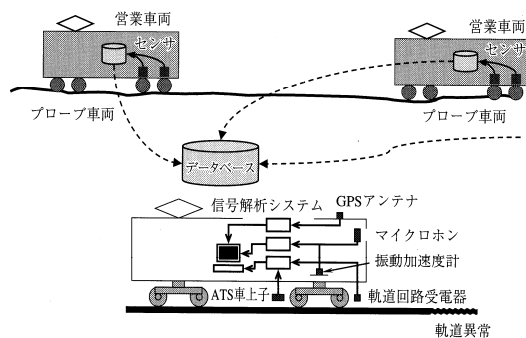 営業車両
センサ
プローブ車両
営業車両
センサ
プローブ車両
データベース
信号解析システム
GPSアンテナ
マイクロホン
振動加速度計
ATS車上子
軌道回路受電器
軌道異常